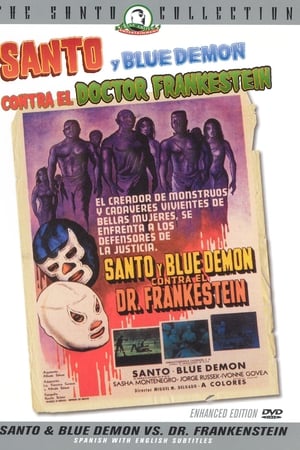 THE SANTO COLLECTION
SANTO Y BLUE DEMON
CONTRA EL DOCTOR FRANKESTEIN
EL CREADOR DE MONSTRUOS
Y CADAVERES VIVIENTES DE
BELLAS MUJERES, SE
ENFRENTA A LOS
DEFENSORES DE
LA JUSTICIA.
SANTO Y BLUE DEMON
CONTRA EL
DR. FRANKESTEIN
SANTO BLUE DEMON
SASHA MONTENEGRO·JORGE RUSSEK·IVONNE GOVEA
Director MIGUEL M. DELGADO - A COLORES
ENHANCED EDITION DVD
SANTO & BLUE DEMON VS. DR. FRANKENSTEIN
SPANISH WITH ENGLISH SUBTITLES